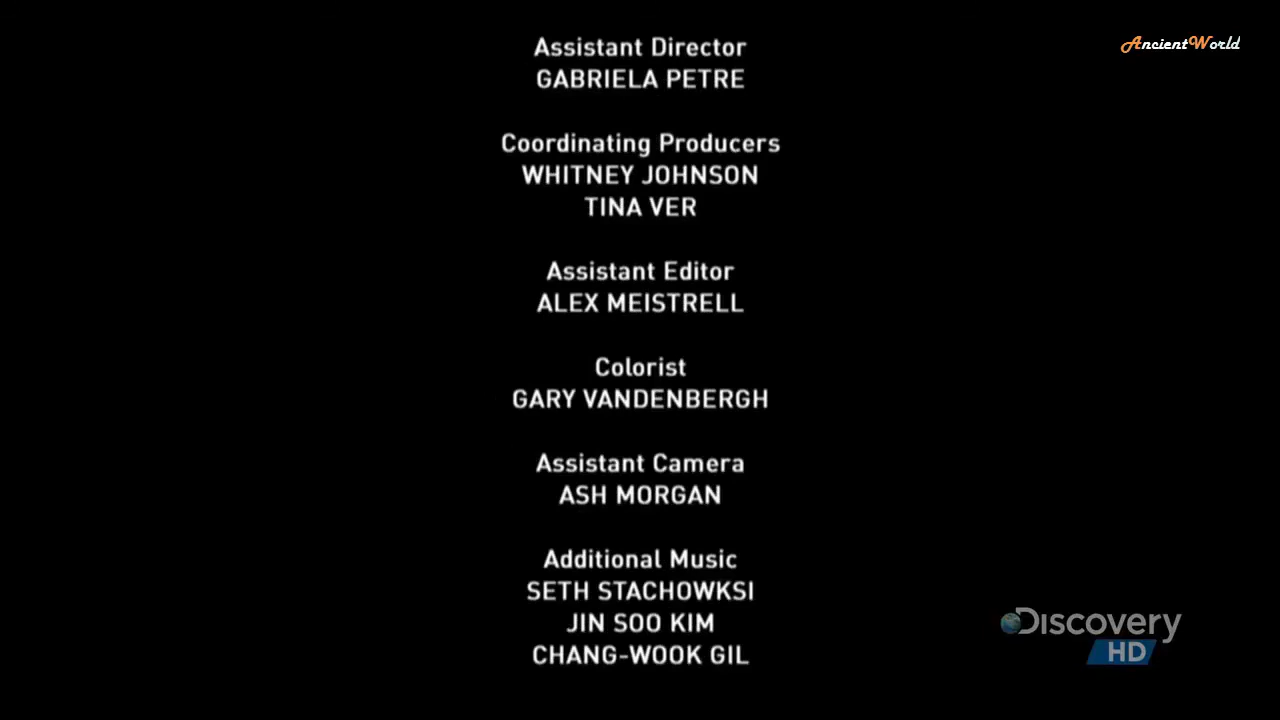 AncientWorld
Assistant Director
GABRIELA PETRE
Coordinating Producers
WHITNEY JOHNSON
TINA VER
Assistant Editor
ALEX MEISTRELL
Colorist
GARY VANDENBERGH
Assistant Camera
ASH MORGAN
Additional Music
SETH STACHOWKSI
JIN SOO KIM
CHANG-WOOK GIL
Discovery
HD